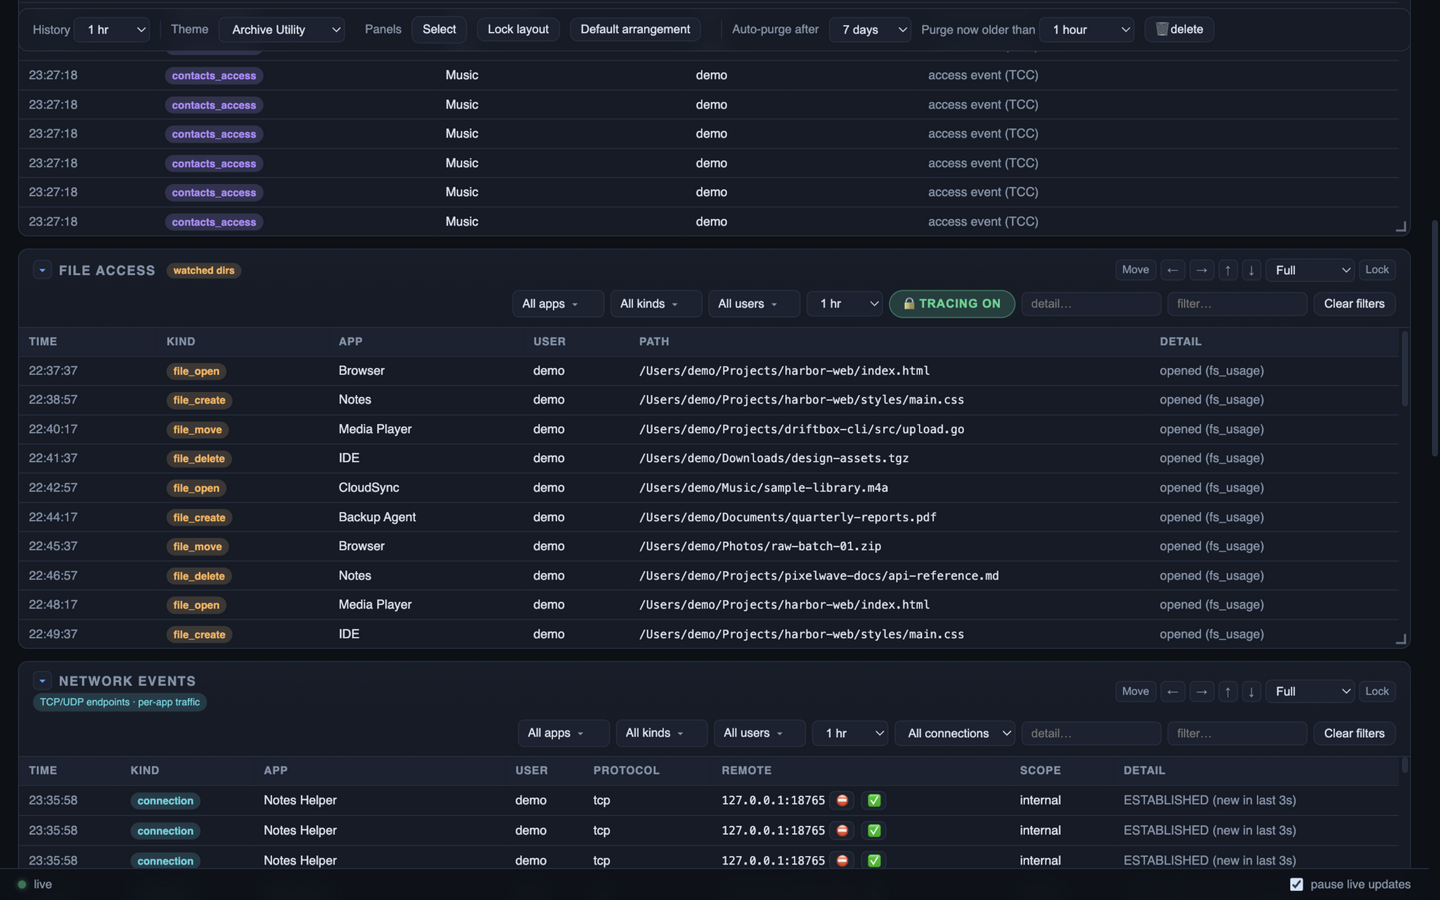 History 1 hr Theme Archive Utility Panels Select Lock layout Default arrangement Auto-purge after 7 days Purge now older than 1 hour delete
23:27:18 contacts_access Music demo access event (TCC)
23:27:18 contacts_access Music demo access event (TCC)
23:27:18 contacts_access Music demo access event (TCC)
23:27:18 contacts_access Music demo access event (TCC)
23:27:18 contacts_access Music demo access event (TCC)
23:27:18 contacts_access Music demo access event (TCC)
FILE ACCESS watched dirs Move ← → ↑ ↓ Full Lock
All apps All kinds All users 1 hr TRACING ON detail... filter... Clear filters
TIME KIND APP USER PATH DETAIL
22:37:37 file_open Browser demo /Users/demo/Projects/harbor-web/index.html opened (fs_usage)
22:38:57 file_create Notes demo /Users/demo/Projects/harbor-web/styles/main.css opened (fs_usage)
22:40:17 file_move Media Player demo /Users/demo/Projects/driftbox-cli/src/upload.go opened (fs_usage)
22:41:37 file_delete IDE demo /Users/demo/Downloads/design-assets.tgz opened (fs_usage)
22:42:57 file_open CloudSync demo /Users/demo/Music/sample-library.m4a opened (fs_usage)
22:44:17 file_create Backup Agent demo /Users/demo/Documents/quarterly-reports.pdf opened (fs_usage)
22:45:37 file_move Browser demo /Users/demo/Photos/raw-batch-01.zip opened (fs_usage)
22:46:57 file_delete Notes demo /Users/demo/Projects/pixelwave-docs/api-reference.md opened (fs_usage)
22:48:17 file_open Media Player demo /Users/demo/Projects/harbor-web/index.html opened (fs_usage)
22:49:37 file_create IDE demo /Users/demo/Projects/harbor-web/styles/main.css opened (fs_usage)
NETWORK EVENTS
TCP/UDP endpoints · per-app traffic Move ← → ↑ ↓ Full Lock
All apps All kinds All users 1 hr All connections detail... filter... Clear filters
TIME KIND APP USER PROTOCOL REMOTE SCOPE DETAIL
23:35:58 connection Notes Helper demo tcp 127.0.0.1:18765 internal ESTABLISHED (new in last 3s)
23:35:58 connection Notes Helper demo tcp 127.0.0.1:18765 internal ESTABLISHED (new in last 3s)
23:35:58 connection Notes Helper demo tcp 127.0.0.1:18765 internal ESTABLISHED (new in last 3s)
live pause live updates